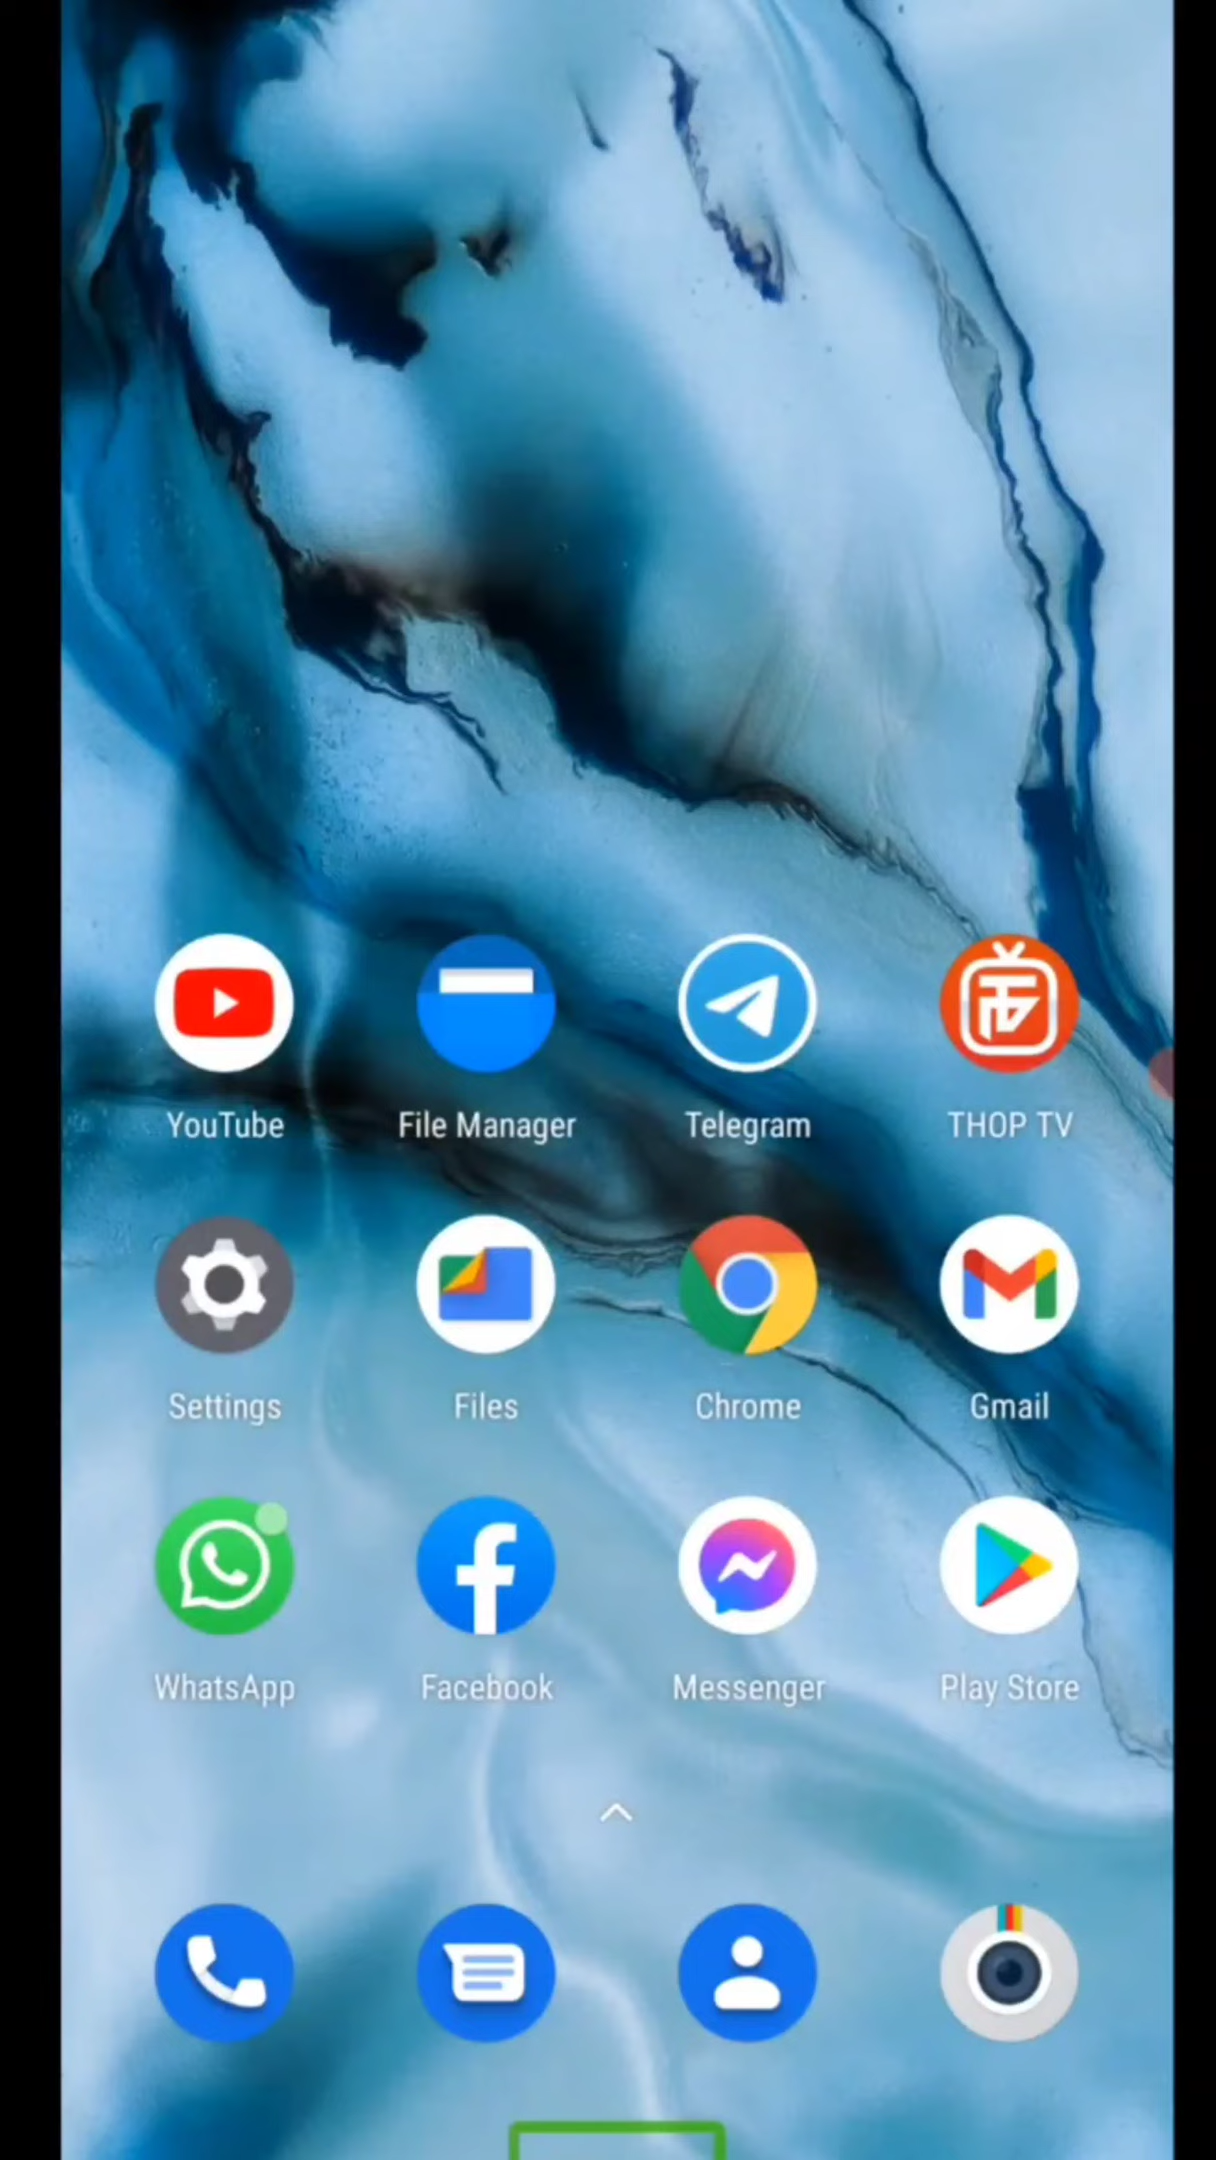 YouTube File Manager Telegram THOP TV
Settings Files Chrome Gmail
WhatsApp Facebook Messenger Play Store